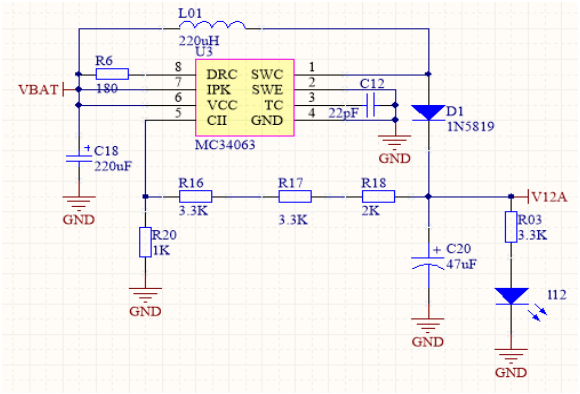 L01
220uH
U3
R6
180
VBAT
8 DRC SWC 1
7 IPK SWE 2
6 VCC TC 3
5 CII GND 4
MC34063
C12
22pF
GND
D1
1N5819
C18
220uF
GND
R16
3.3K
R17
3.3K
R18
2K
V12A
R20
1K
GND
C20
47uF
GND
R03
3.3K
l12
GND